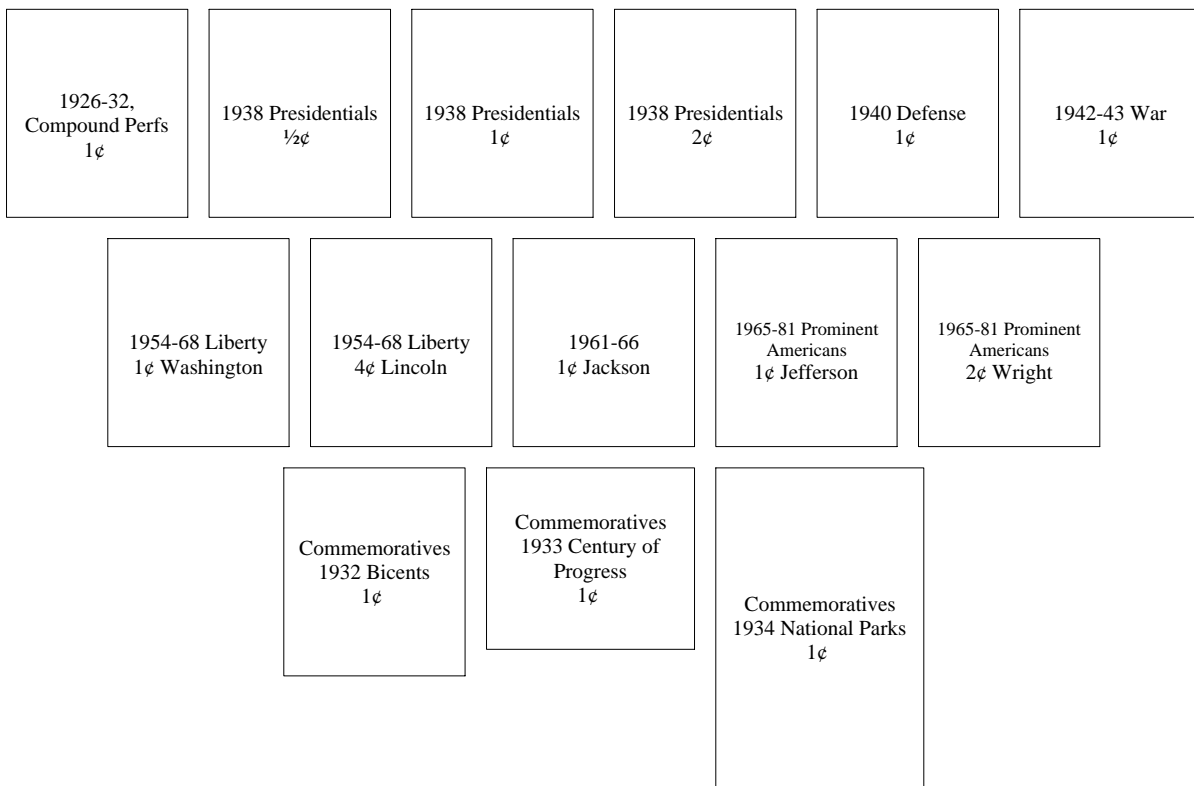 1926-32,
Compound Perfs
1¢
1938 Presidentials
½¢
1938 Presidentials
1¢
1938 Presidentials
2¢
1940 Defense
1¢
1942-43 War
1¢
1954-68 Liberty
1¢ Washington
1954-68 Liberty
4¢ Lincoln
1961-66
1¢ Jackson
1965-81 Prominent
Americans
1¢ Jefferson
1965-81 Prominent
Americans
2¢ Wright
Commemoratives
1932 Bicents
1¢
Commemoratives
1933 Century of
Progress
1¢
Commemoratives
1934 National Parks
1¢